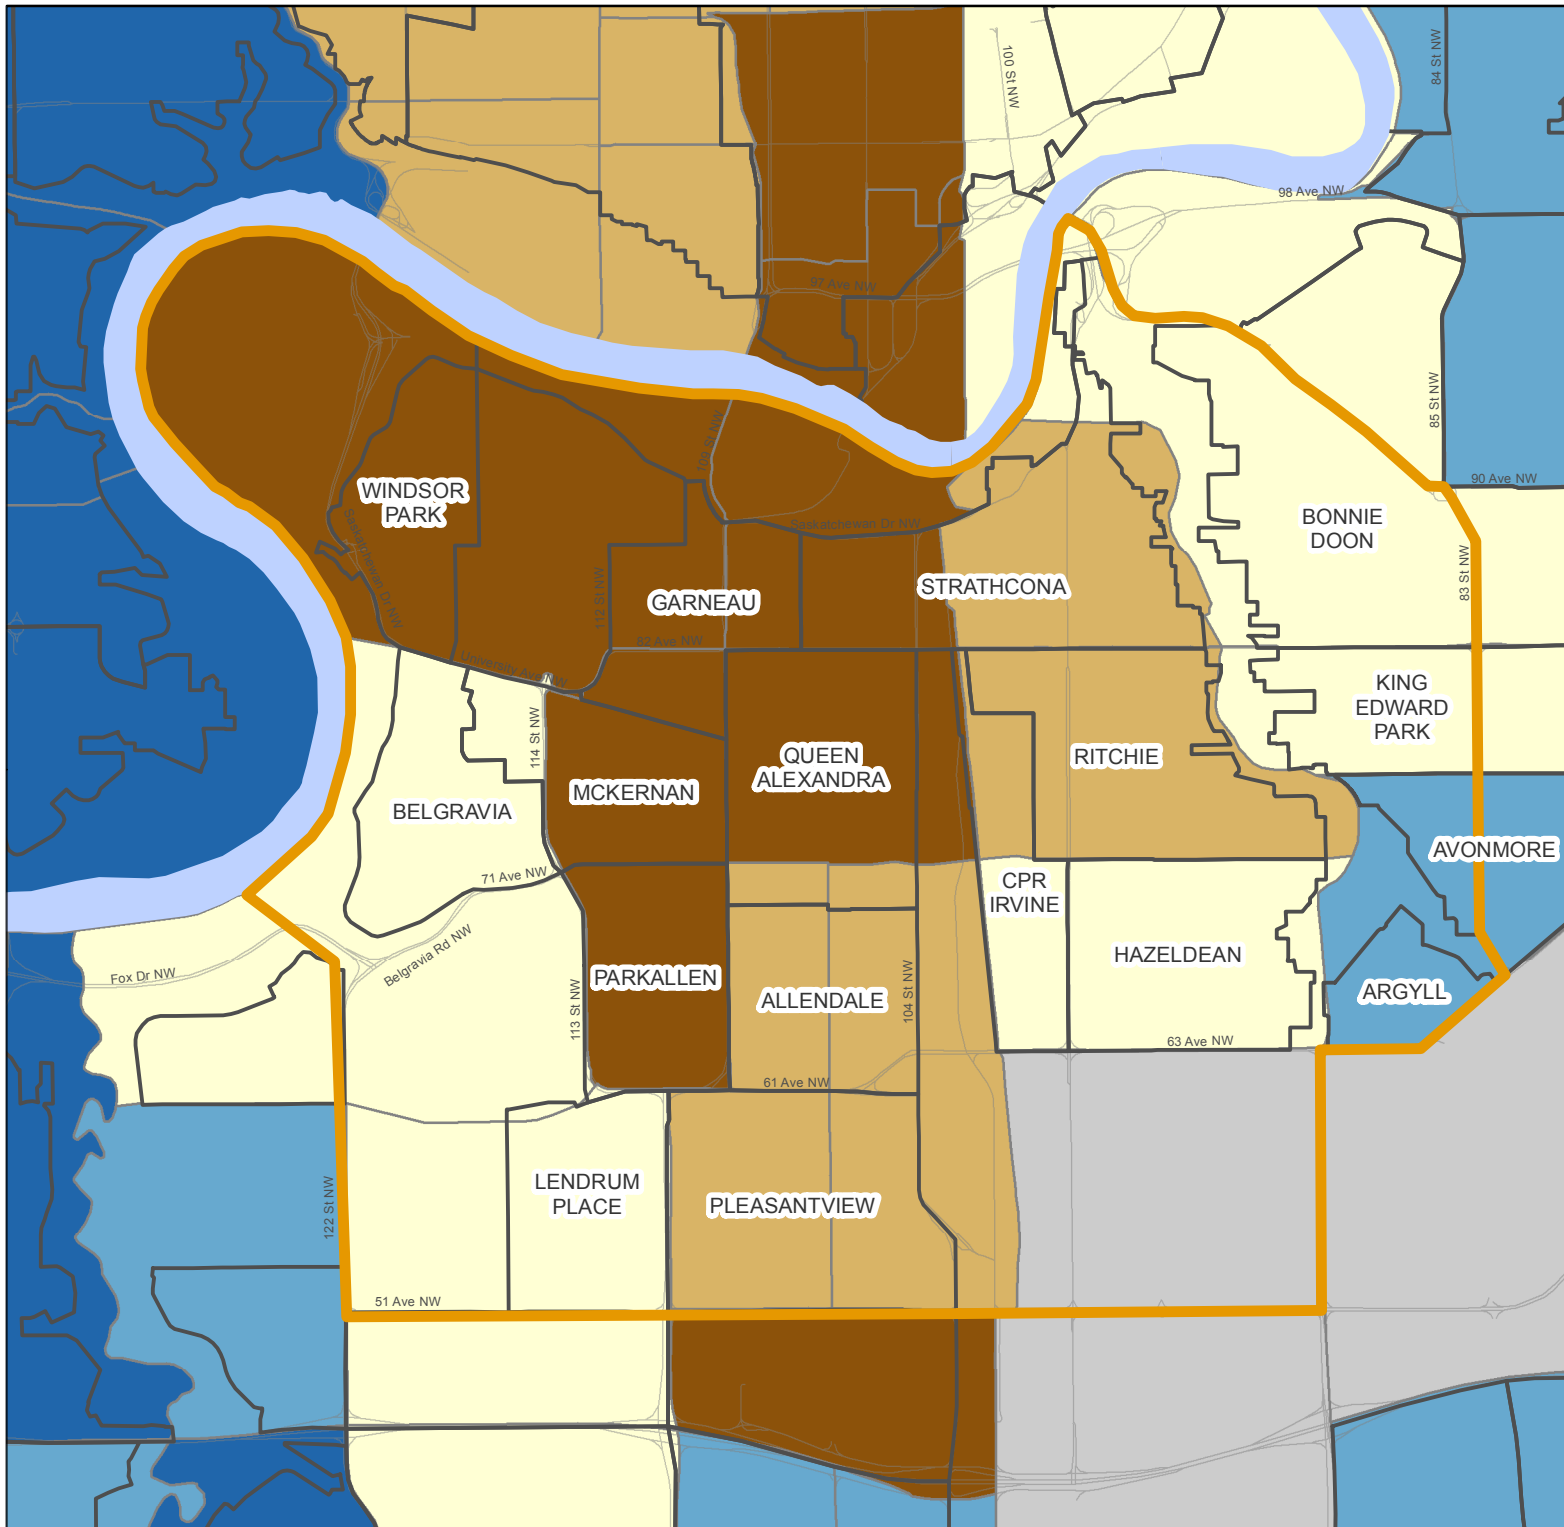 84 St NW
100 St NW
98 Ave NW
97 Ave NW
85 St NW
109 St NW
90 Ave NW
WINDSOR
PARK
Saskatchewan Dr NW
BONNIE
DOON
Saskatchewan Dr NW
STRATHCONA
83 St NW
GARNEAU
112 St NW
82 Ave NW
University Ave NW
KING
EDWARD
PARK
114 St NW
QUEEN
ALEXANDRA
RITCHIE
MCKERNAN
BELGRAVIA
AVONMORE
71 Ave NW
CPR
IRVINE
Belgravia Rd NW
HAZELDEAN
Fox Dr NW
PARKALLEN
ALLENDALE
104 St NW
ARGYLL
113 St NW
63 Ave NW
61 Ave NW
LENDRUM
PLACE
PLEASANTVIEW
122 St NW
51 Ave NW